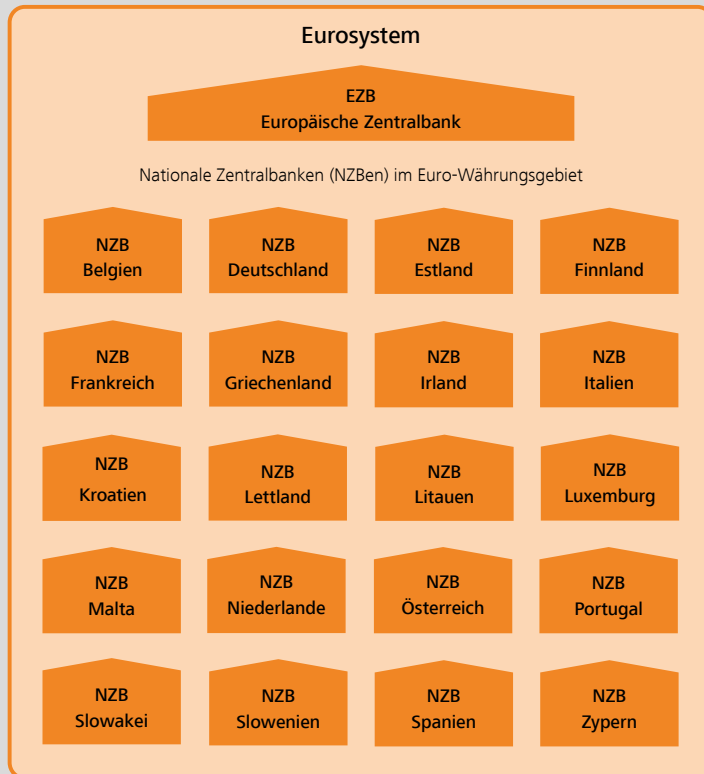 Eurosystem
EZB
Europäische Zentralbank
Nationale Zentralbanken (NZBen) im Euro-Währungsgebiet
NZB
Belgien
NZB
Deutschland
NZB
Estland
NZB
Finnland
NZB
Frankreich
NZB
Griechenland
NZB
Irland
NZB
Italien
NZB
Kroatien
NZB
Lettland
NZB
Litauen
NZB
Luxemburg
NZB
Malta
NZB
Niederlande
NZB
Österreich
NZB
Portugal
NZB
Slowakei
NZB
Slowenien
NZB
Spanien
NZB
Zypern